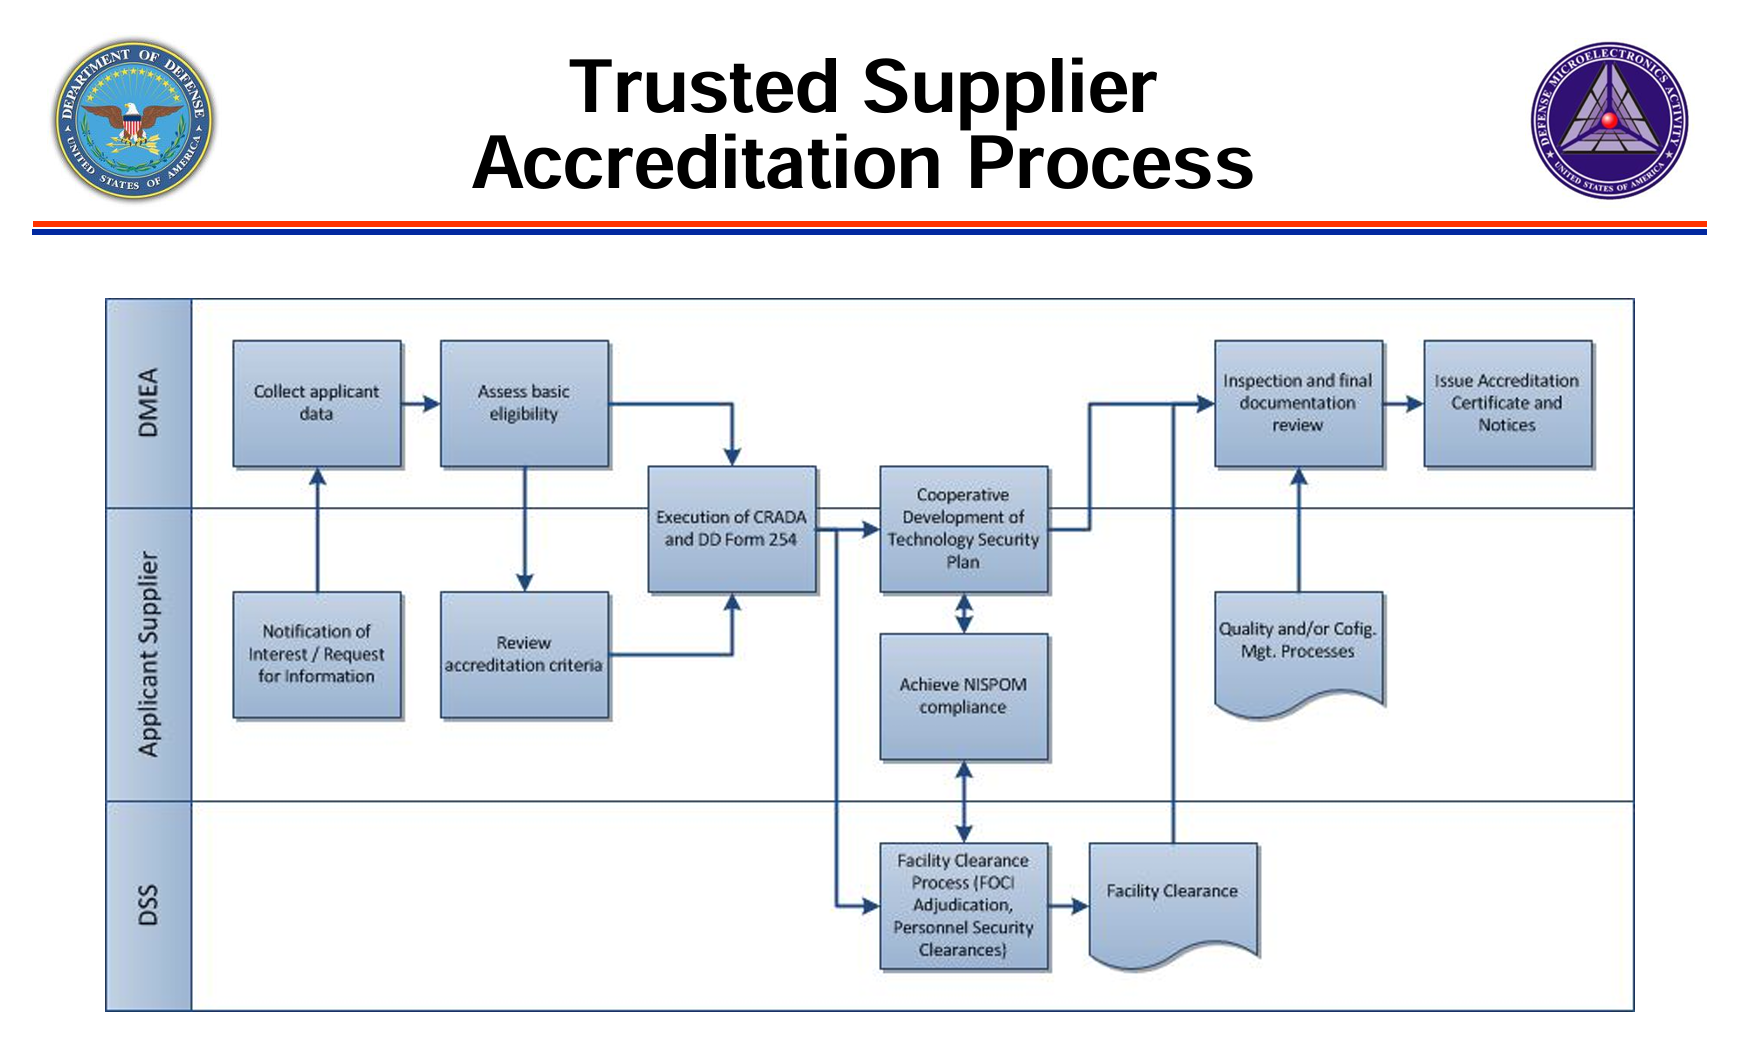 DEPARTMENT OF DEFENSE
UNITED STATES OF AMERICA
Trusted Supplier
Accreditation Process
DEFENSE MICROELECTRONICS ACTIVITY
UNITED STATES OF AMERICA
DMEA
Collect applicant
data
Assess basic
eligibility
Inspection and final
documentation
review
Issue Accreditation
Certificate and
Notices
Execution of CRADA
and DD Form 254
Cooperative
Development of
Technology Security
Plan
Applicant Supplier
Notification of
Interest / Request
for Information
Review
accreditation criteria
Achieve NISPOM
compliance
Quality and/or Cofig.
Mgt. Processes
DSS
Facility Clearance
Process (FOCI
Adjudication,
Personnel Security
Clearances)
Facility Clearance